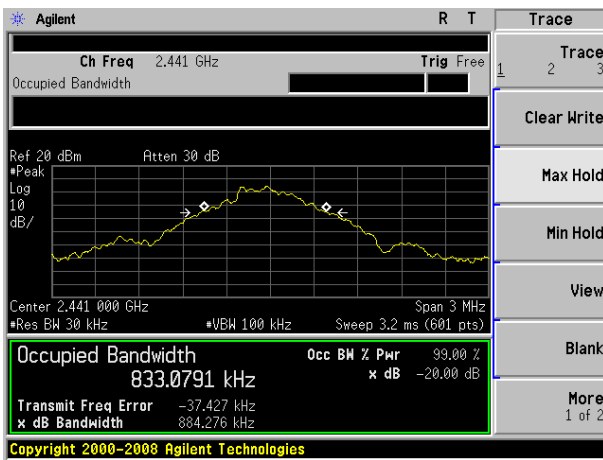 Agilent
R T
Trace
Ch Freq 2.441 GHz
Trig Free
Occupied Bandwidth
Trace
1 2 3
Clear Write
Max Hold
Min Hold
View
Blank
More
1 of 2
Ref 20 dBm
Atten 30 dB
#Peak
Log
10
dB/
Center 2.441 000 GHz
Span 3 MHz
#Res BW 30 kHz
#VBW 100 kHz
Sweep 3.2 ms (601 pts)
Occupied Bandwidth
833.0791 kHz
Occ BW % Pwr 99.00 %
x dB -20.00 dB
Transmit Freq Error -37.427 kHz
x dB Bandwidth 884.276 kHz
Copyright 2000-2008 Agilent Technologies